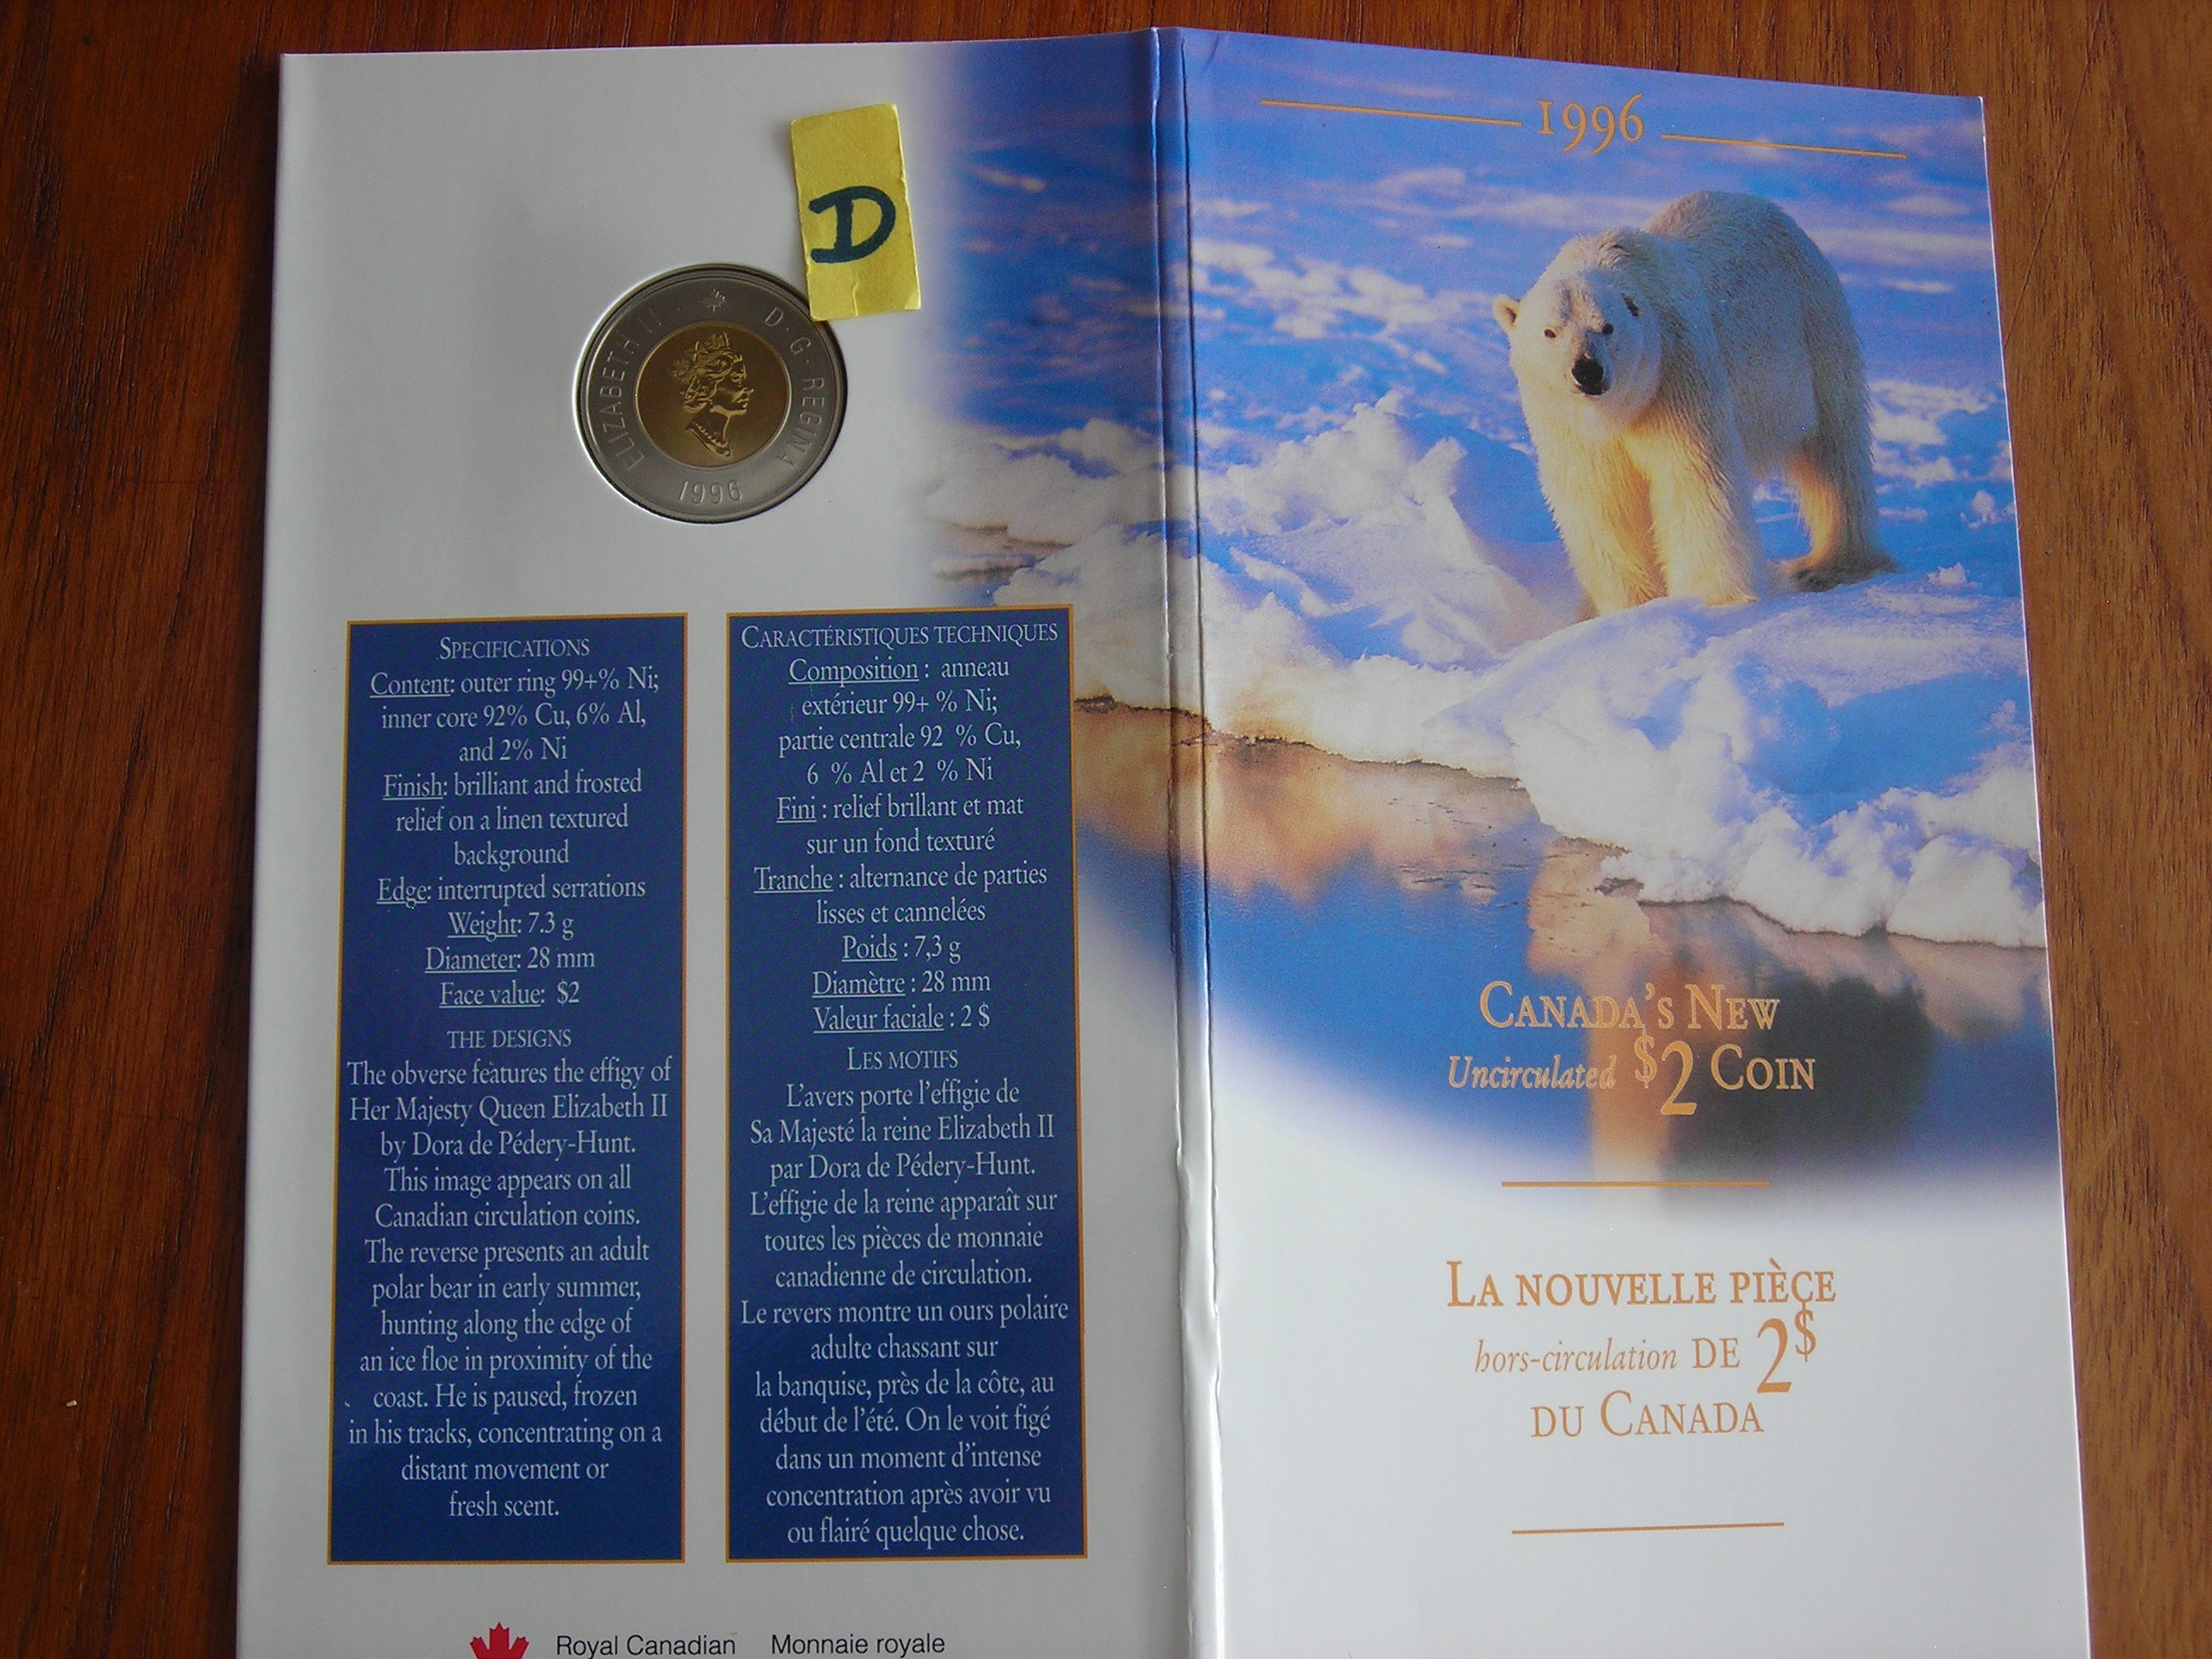 D
ELIZABETH II D·G·REGINA
1996
SPECIFICATIONS
Content: outer ring 99+% Ni;
inner core 92% Cu, 6% Al,
and 2% Ni
Finish: brilliant and frosted
relief on a linen textured
background
Edge: interrupted serrations
Weight: 7.3 g
Diameter: 28 mm
Face value: $2
THE DESIGNS
The obverse features the effigy of
Her Majesty Queen Elizabeth II
by Dora de Pédery-Hunt.
This image appears on all
Canadian circulation coins.
The reverse presents an adult
polar bear in early summer,
hunting along the edge of
an ice floe in proximity of the
coast. He is paused, frozen
in his tracks, concentrating on a
distant movement or
fresh scent.
CARACTÉRISTIQUES TECHNIQUES
Composition : anneau
extérieur 99+ % Ni;
partie centrale 92 % Cu,
6 % Al et 2 % Ni
Fini : relief brillant et mat
sur un fond texturé
Tranche : alternance de parties
lisses et cannelées
Poids : 7,3 g
Diamètre : 28 mm
Valeur faciale : 2 $
LES MOTIFS
L'avers porte l'effigie de
Sa Majesté la reine Elizabeth II
par Dora de Pédery-Hunt.
L'effigie de la reine apparaît sur
toutes les pièces de monnaie
canadienne de circulation.
Le revers montre un ours polaire
adulte chassant sur
la banquise, près de la côte, au
début de l'été. On le voit figé
dans un moment d'intense
concentration après avoir vu
ou flairé quelque chose.
Royal Canadian Monnaie royale
1996
CANADA'S NEW
Uncirculated $2 COIN
LA NOUVELLE PIÈCE
hors-circulation DE 2$
DU CANADA